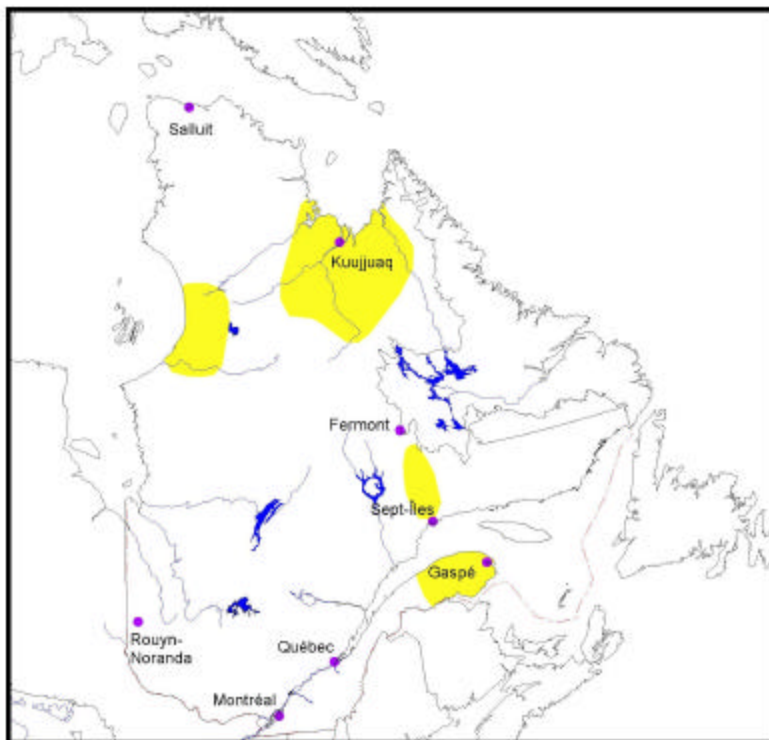 Salluit
Kuujjuaq
Fermont
Sept-Îles
Gaspé
Rouyn-
Noranda
Québec
Montréal